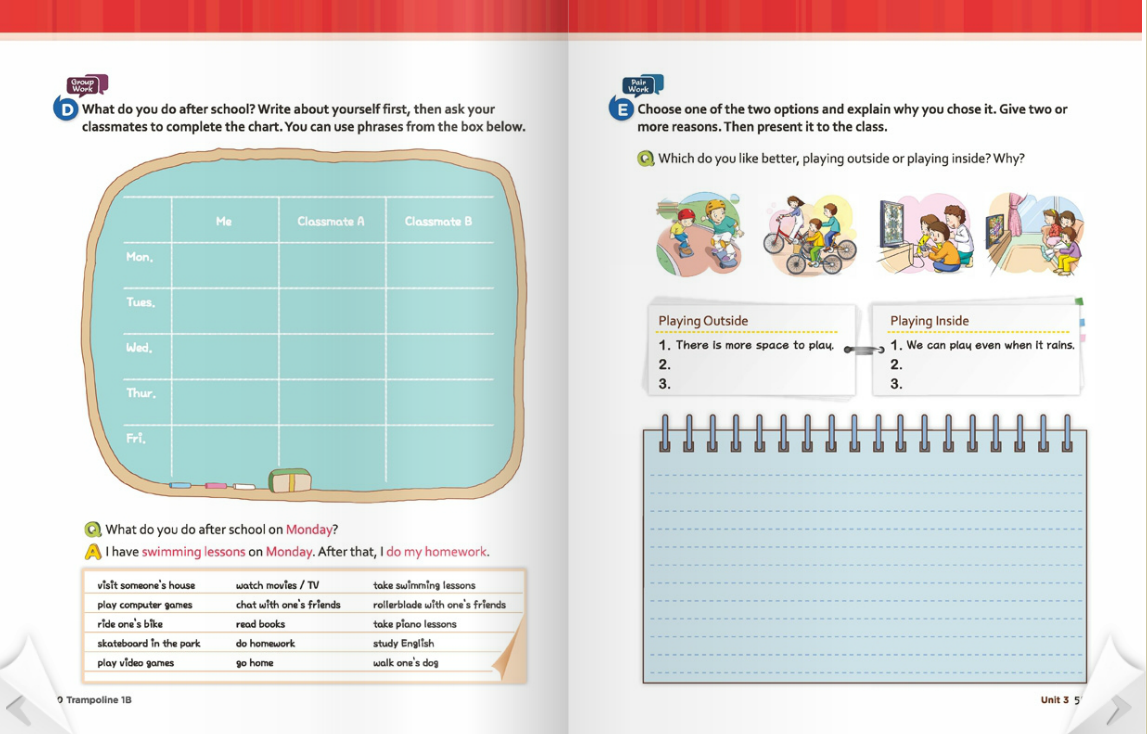 Group
Work
D What do you do after school? Write about yourself first, then ask your
classmates to complete the chart. You can use phrases from the box below.
Me Classmate A Classmate B
Mon.
Tues.
Wed.
Thur.
Fri.
Q What do you do after school on Monday?
A I have swimming lessons on Monday. After that, I do my homework.
visit someone's house watch movies / TV take swimming lessons
play computer games chat with one's friends rollerblade with one's friends
ride one's bike read books take piano lessons
skateboard in the park do homework study English
play video games go home walk one's dog
0 Trampoline 1B
Pair
Work
E Choose one of the two options and explain why you chose it. Give two or
more reasons. Then present it to the class.
Q Which do you like better, playing outside or playing inside? Why?
Playing Outside
1. There is more space to play.
2.
3.
Playing Inside
1. We can play even when it rains.
2.
3.
Unit 3 5